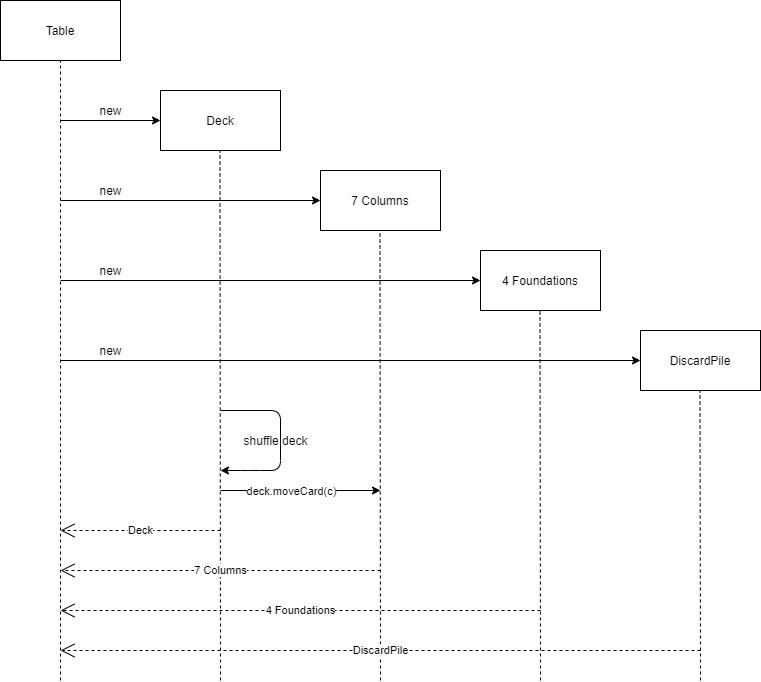 Table
new
Deck
new
7 Columns
new
4 Foundations
new
DiscardPile
shuffle deck
deck.moveCard(c)
Deck
7 Columns
4 Foundations
DiscardPile